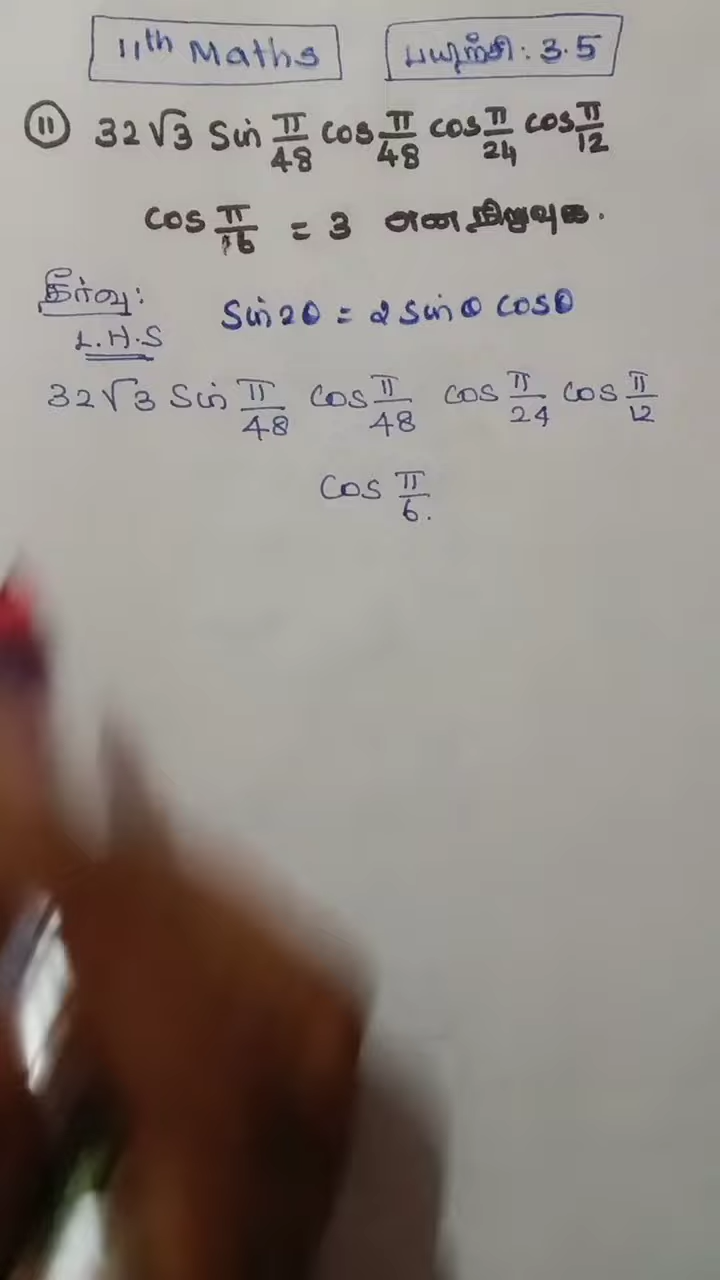 11th Maths பயிற்சி: 3.5
⑪ 32√3 Sin π/48 cos π/48 cos π/24 cos π/12
cos π/6 = 3 என நிறுவுக.
தீர்வு: Sin2θ = 2 Sinθ cosθ
L.H.S
32√3 Sin π/48 cos π/48 cos π/24 cos π/12
Cos π/6.